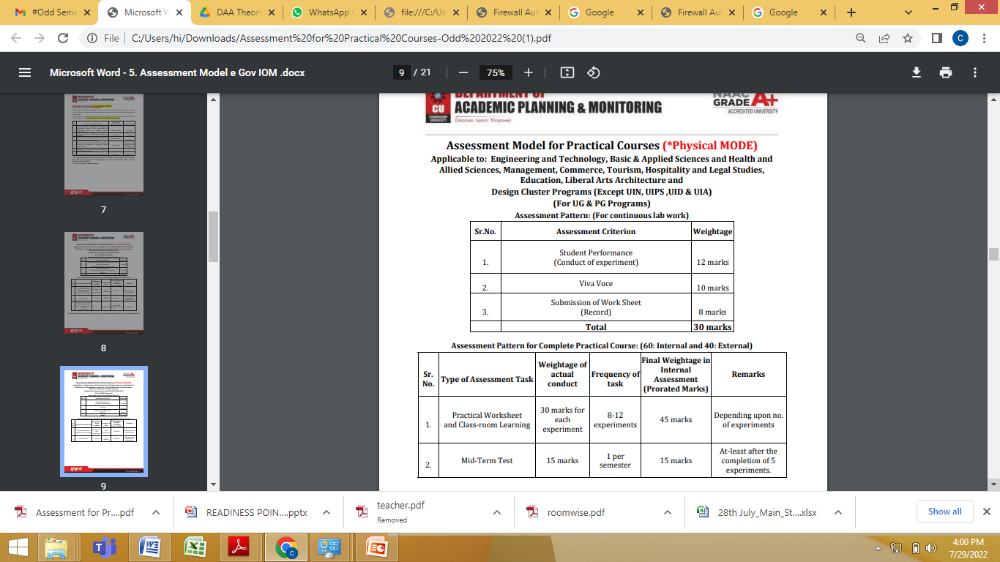 #Odd Seme
Microsoft W
DAA Theory
WhatsApp
file:///C:/Us
Firewall Aut
Google
Firewall Aut
Google
File
C:/Users/hi/Downloads/Assessment%20for%20Practical%20Courses-Odd%202022%20(1).pdf
C
Microsoft Word - 5. Assessment Model e Gov IOM .docx
9 / 21
75%
7
8
9
DEPARTMENT OF
ACADEMIC PLANNING & MONITORING
Discover. Learn. Empower.
CU
CHANDIGARH
UNIVERSITY
NAAC
GRADE A+
ACCREDITED UNIVERSITY
Assessment Model for Practical Courses (*Physical MODE)
Applicable to: Engineering and Technology, Basic & Applied Sciences and Health and
Allied Sciences, Management, Commerce, Tourism, Hospitality and Legal Studies,
Education, Liberal Arts Architecture and
Design Cluster Programs (Except UIN, UIPS ,UID & UIA)
(For UG & PG Programs)
Assessment Pattern: (For continuous lab work)
Sr.No. Assessment Criterion Weightage
1. Student Performance
(Conduct of experiment) 12 marks
2. Viva Voce 10 marks
3. Submission of Work Sheet
(Record) 8 marks
Total 30 marks
Assessment Pattern for Complete Practical Course: (60: Internal and 40: External)
Sr.
No.
Type of Assessment Task
Weightage of
actual
conduct
Frequency of
task
Final Weightage in
Internal
Assessment
(Prorated Marks)
Remarks
1.
Practical Worksheet
and Class-room Learning
30 marks for
each
experiment
8-12
experiments
45 marks
Depending upon no.
of experiments
2.
Mid-Term Test
15 marks
1 per
semester
15 marks
At-least after the
completion of 5
experiments.
Assessment for Pr....pdf
READINESS POIN....pptx
teacher.pdf
Removed
roomwise.pdf
28th July_Main_St....xlsx
Show all
4:00 PM
7/29/2022